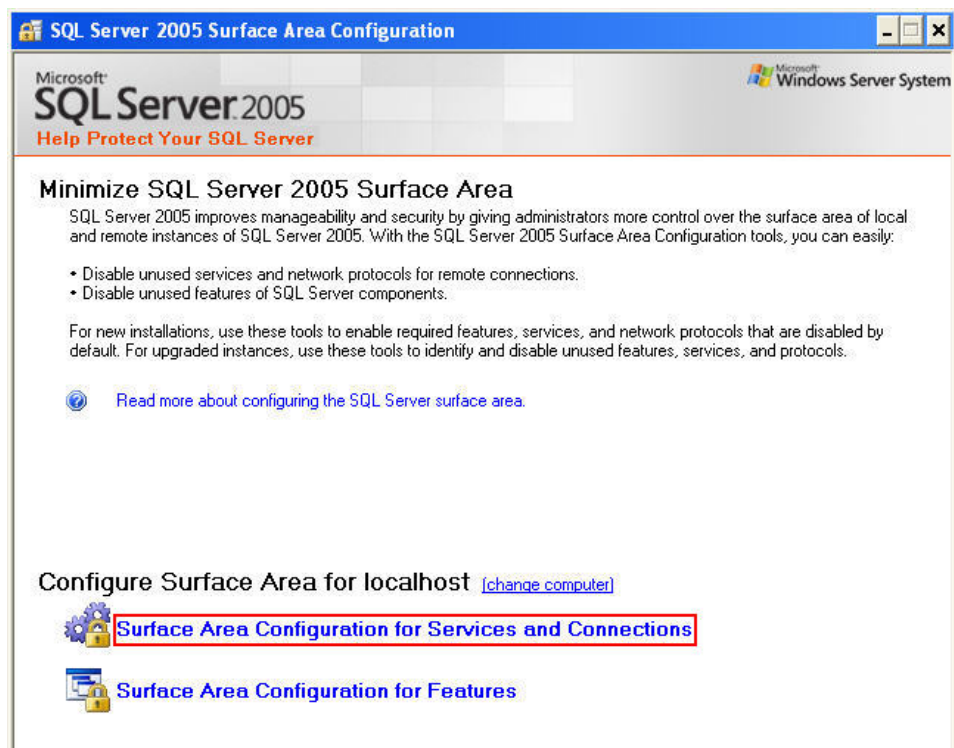 SQL Server 2005 Surface Area Configuration
Microsoft
SQL Server 2005
Help Protect Your SQL Server
Microsoft
Windows Server System
Minimize SQL Server 2005 Surface Area
SQL Server 2005 improves manageability and security by giving administrators more control over the surface area of local
and remote instances of SQL Server 2005. With the SQL Server 2005 Surface Area Configuration tools, you can easily:
• Disable unused services and network protocols for remote connections.
• Disable unused features of SQL Server components.
For new installations, use these tools to enable required features, services, and network protocols that are disabled by
default. For upgraded instances, use these tools to identify and disable unused features, services, and protocols.
Read more about configuring the SQL Server surface area.
Configure Surface Area for localhost (change computer)
Surface Area Configuration for Services and Connections
Surface Area Configuration for Features